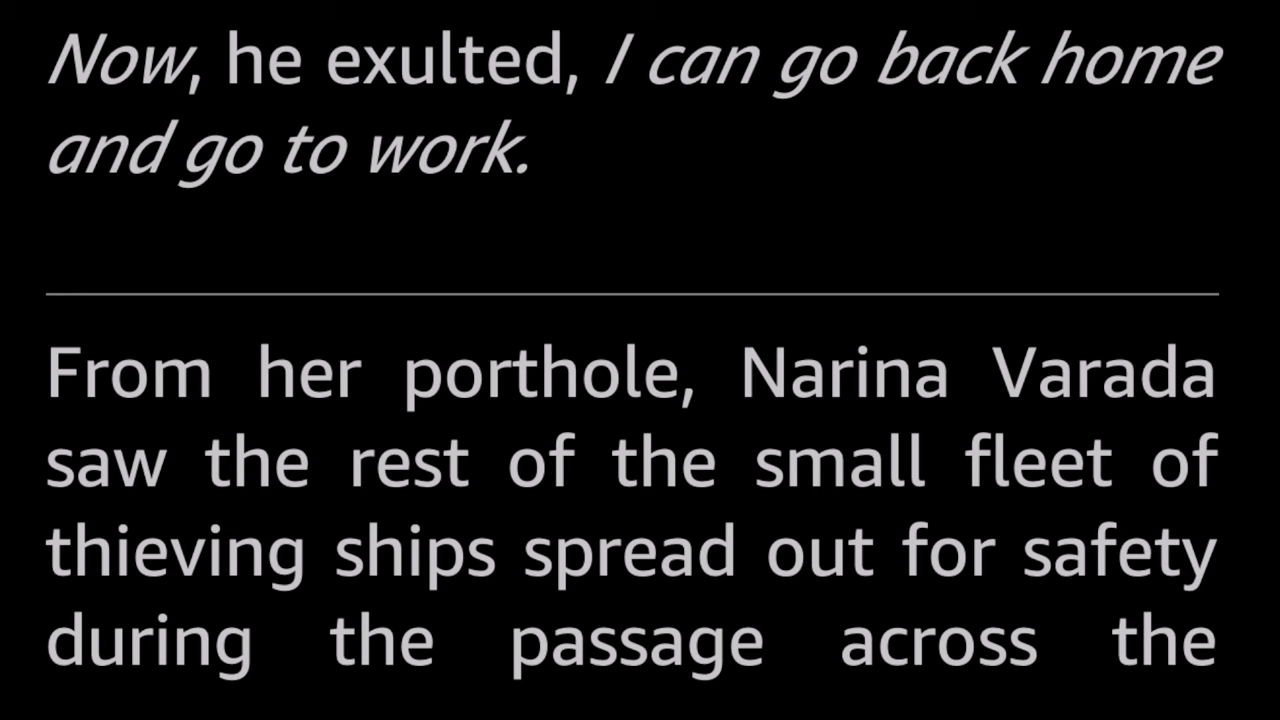 Now, he exulted, I can go back home
and go to work.
From her porthole, Narina Varada
saw the rest of the small fleet of
thieving ships spread out for safety
during the passage across the